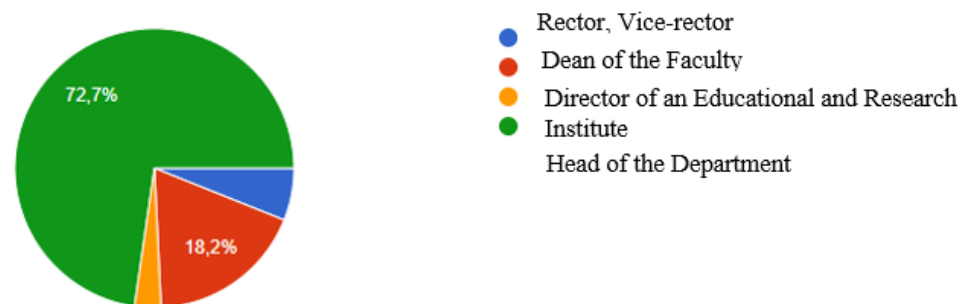 72,7%
18,2%
Rector, Vice-rector
Dean of the Faculty
Director of an Educational and Research
Institute
Head of the Department